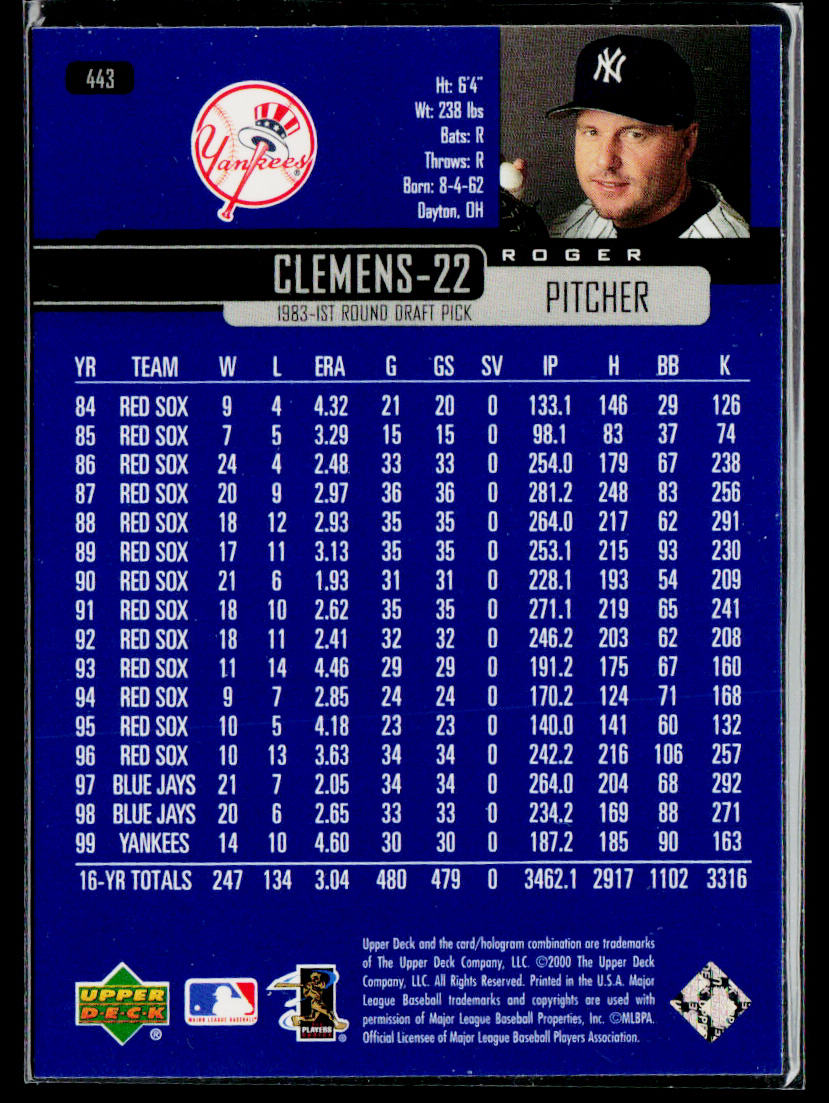 443
Yankees
Ht: 6'4"
Wt: 238 lbs
Bats: R
Throws: R
Born: 8-4-62
Dayton, OH
NY
ROGER
CLEMENS-22
PITCHER
1983-1ST ROUND DRAFT PICK
YR TEAM W L ERA G GS SV IP H BB K
84 RED SOX 9 4 4.32 21 20 0 133.1 146 29 126
85 RED SOX 7 5 3.29 15 15 0 98.1 83 37 74
86 RED SOX 24 4 2.48 33 33 0 254.0 179 67 238
87 RED SOX 20 9 2.97 36 36 0 281.2 248 83 256
88 RED SOX 18 12 2.93 35 35 0 264.0 217 62 291
89 RED SOX 17 11 3.13 35 35 0 253.1 215 93 230
90 RED SOX 21 6 1.93 31 31 0 228.1 193 54 209
91 RED SOX 18 10 2.62 35 35 0 271.1 219 65 241
92 RED SOX 18 11 2.41 32 32 0 246.2 203 62 208
93 RED SOX 11 14 4.46 29 29 0 191.2 175 67 160
94 RED SOX 9 7 2.85 24 24 0 170.2 124 71 168
95 RED SOX 10 5 4.18 23 23 0 140.0 141 60 132
96 RED SOX 10 13 3.63 34 34 0 242.2 216 106 257
97 BLUE JAYS 21 7 2.05 34 34 0 264.0 204 68 292
98 BLUE JAYS 20 6 2.65 33 33 0 234.2 169 88 271
99 YANKEES 14 10 4.60 30 30 0 187.2 185 90 163
16-YR TOTALS 247 134 3.04 480 479 0 3462.1 2917 1102 3316
Upper Deck and the card/hologram combination are trademarks
of The Upper Deck Company, LLC. ©2000 The Upper Deck
Company, LLC. All Rights Reserved. Printed in the U.S.A. Major
League Baseball trademarks and copyrights are used with
permission of Major League Baseball Properties, Inc. ©MLBPA.
Official Licensee of Major League Baseball Players Association.
UPPER
DECK
®
MAJOR LEAGUE BASEBALL
PLAYERS
CHOICE
®